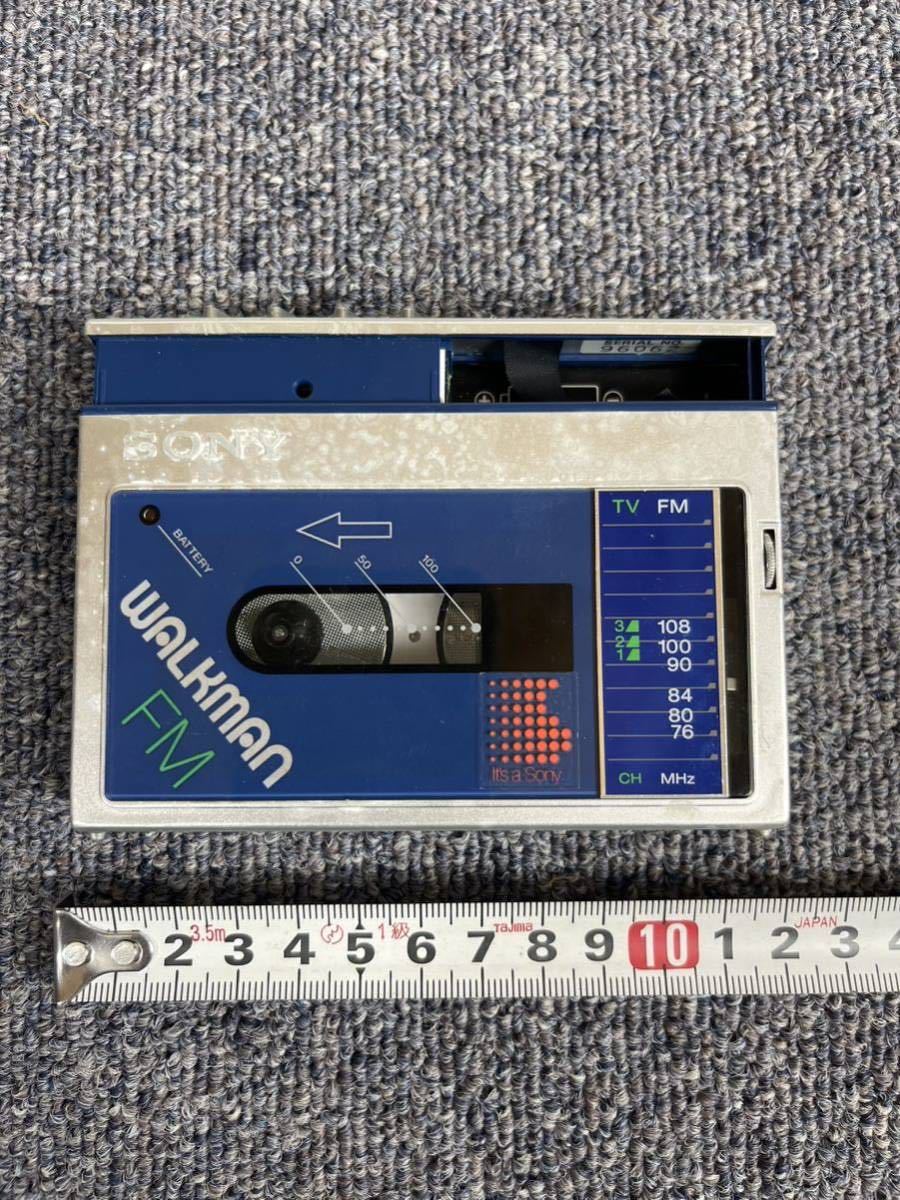 SERIAL NO.
SONY
BATTERY
0
50
100
WALKMAN
FM
It's a Sony
TV FM
3 108
2 100
1 90
84
80
76
CH MHz
3.5m 1級 Tajima JAPAN
2 3 4 5 6 7 8 9 10 1 2 3 4